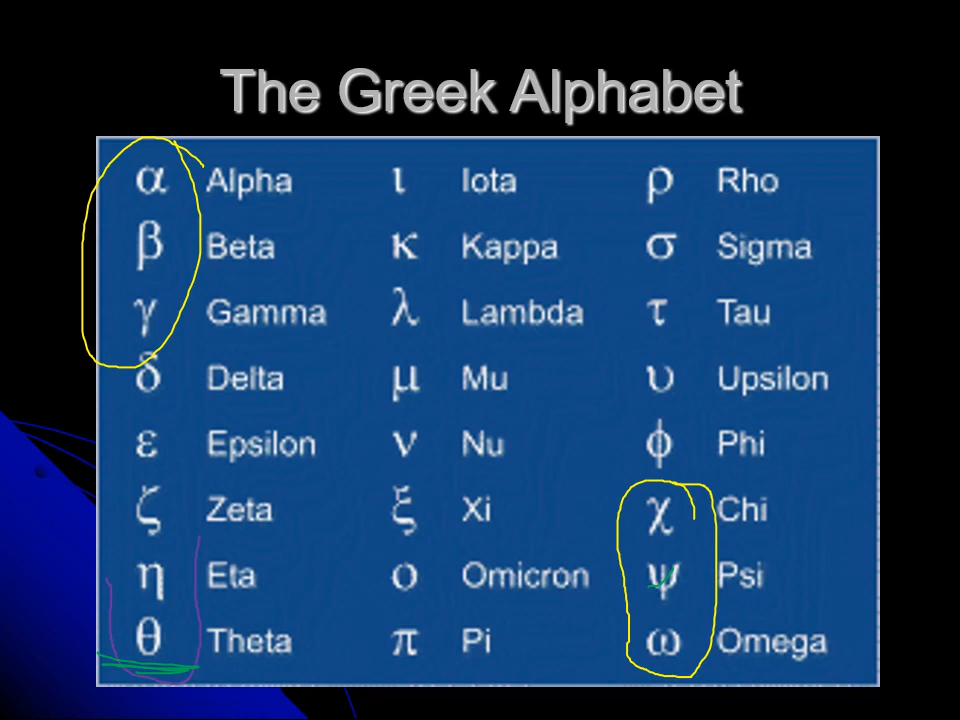 The Greek Alphabet
α Alpha ι Iota ρ Rho
β Beta κ Kappa σ Sigma
γ Gamma λ Lambda τ Tau
δ Delta μ Mu υ Upsilon
ε Epsilon ν Nu ϕ Phi
ζ Zeta ξ Xi χ Chi
η Eta ο Omicron ψ Psi
θ Theta π Pi ω Omega